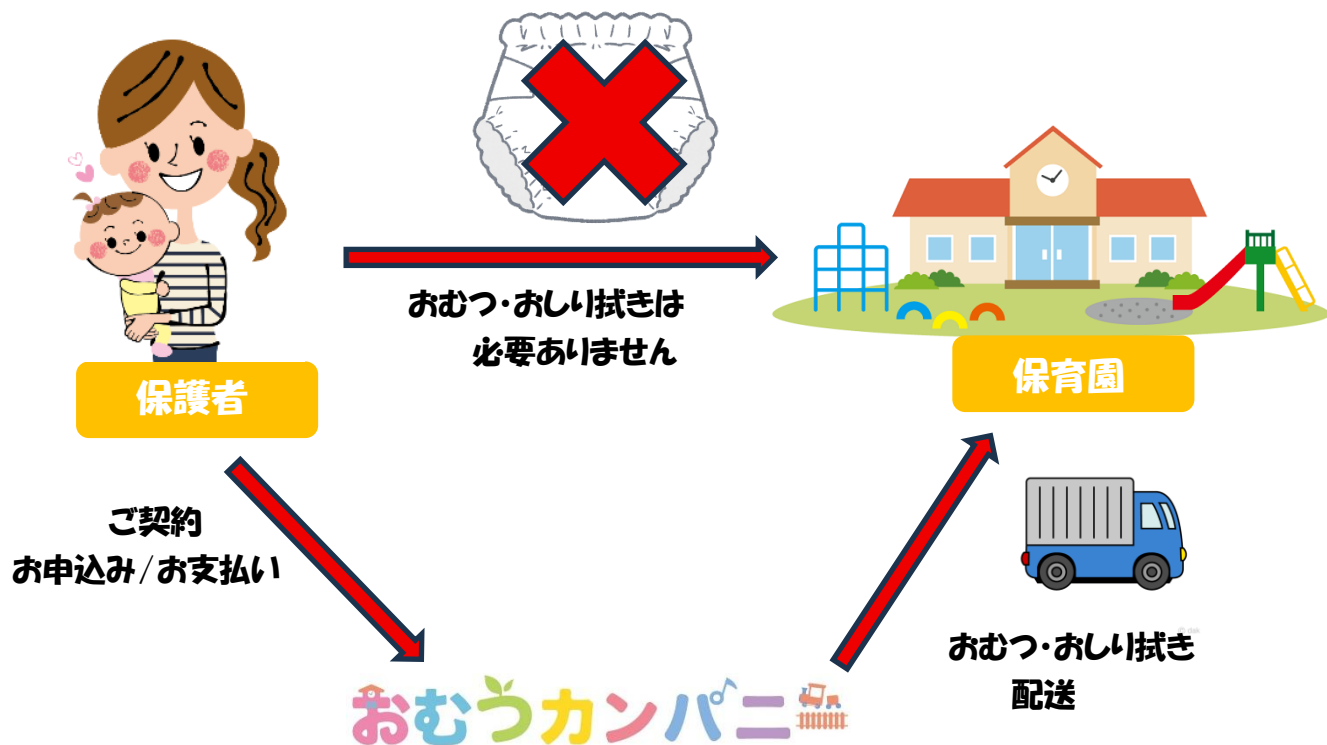 おむつ・おしり拭きは
必要ありません
保護者
保育園
ご契約
お申込み/お支払い
おむつ・おしり拭き
配送
おむつカンパニー